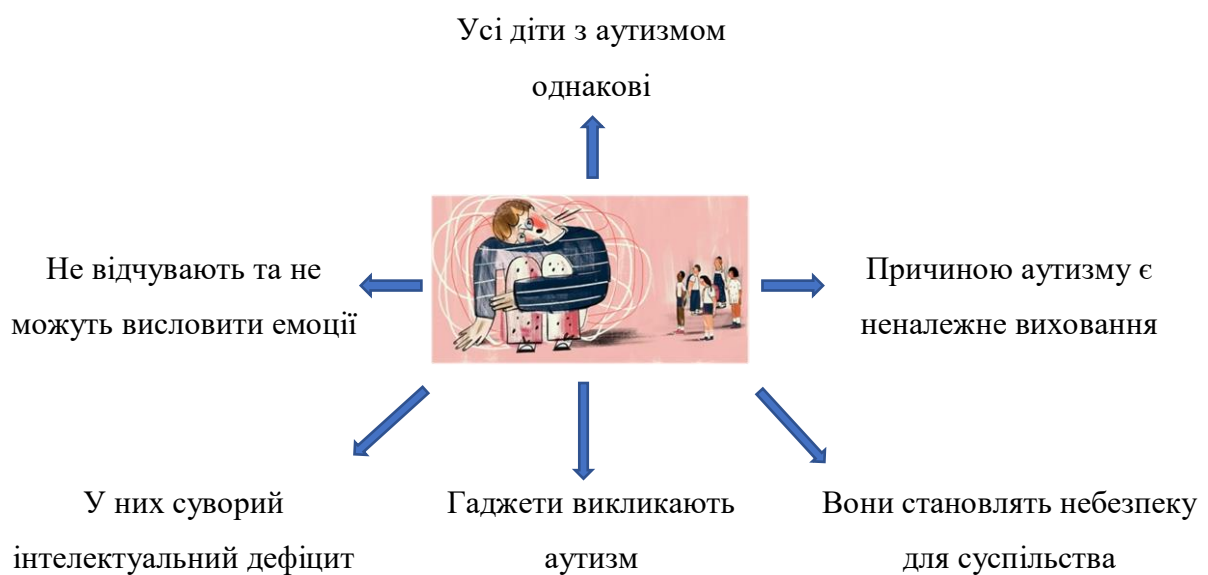 Усі діти з аутизмом
однакові
Не відчувають та не
можуть висловити емоції
Причиною аутизму є
неналежне виховання
У них суворий
інтелектуальний дефіцит
Гаджети викликають
аутизм
Вони становлять небезпеку
для суспільства